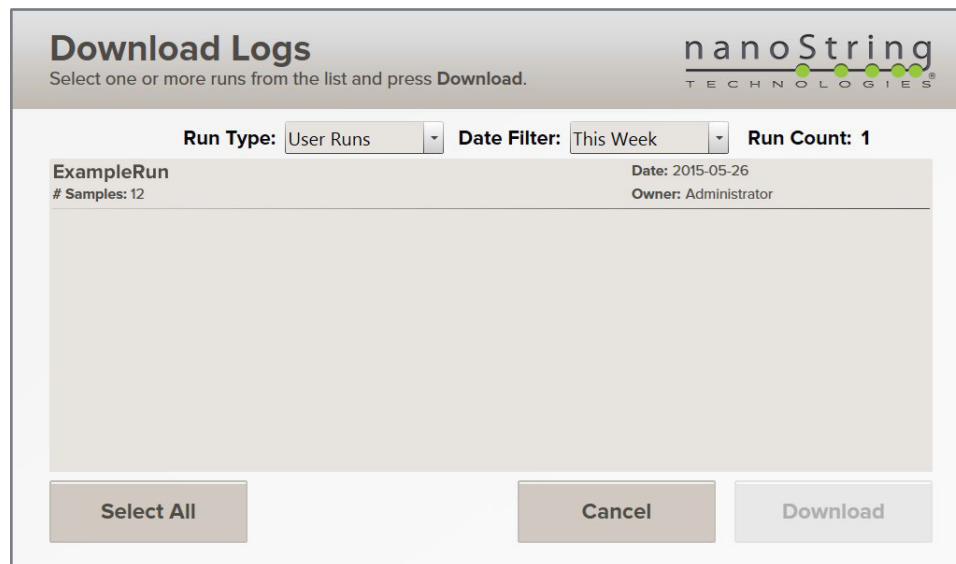 Download Logs
Select one or more runs from the list and press Download.
nanoString
TECHNOLOGIES®
Run Type: User Runs Date Filter: This Week Run Count: 1
ExampleRun Date: 2015-05-26
# Samples: 12 Owner: Administrator
Select All Cancel Download